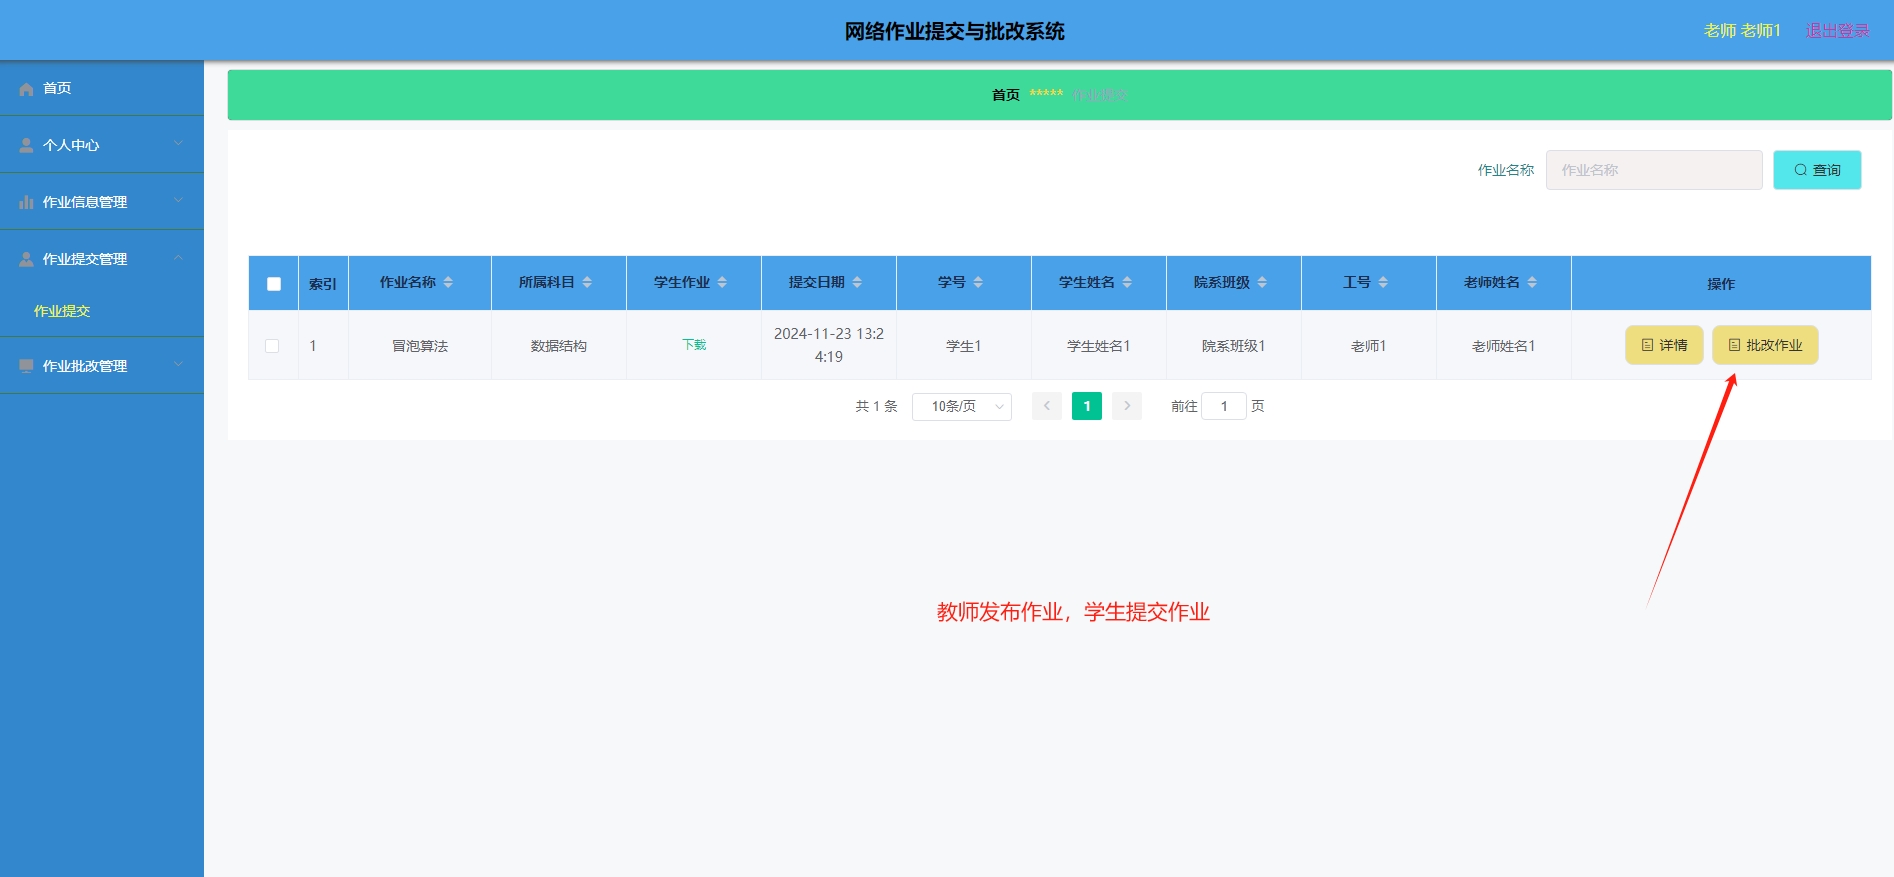 网络作业提交与批改系统
老师 老师1 退出登录
首页
个人中心
作业信息管理
作业提交管理
作业提交
作业批改管理
首页 ***** 作业提交
作业名称 作业名称 查询
索引 作业名称 所属科目 学生作业 提交日期 学号 学生姓名 院系班级 工号 老师姓名 操作
1 冒泡算法 数据结构 下载 2024-11-23 13:2 学生1 学生姓名1 院系班级1 老师1 老师姓名1 详情 批改作业
4:19
共 1 条 10条/页 1 前往 1 页
教师发布作业，学生提交作业